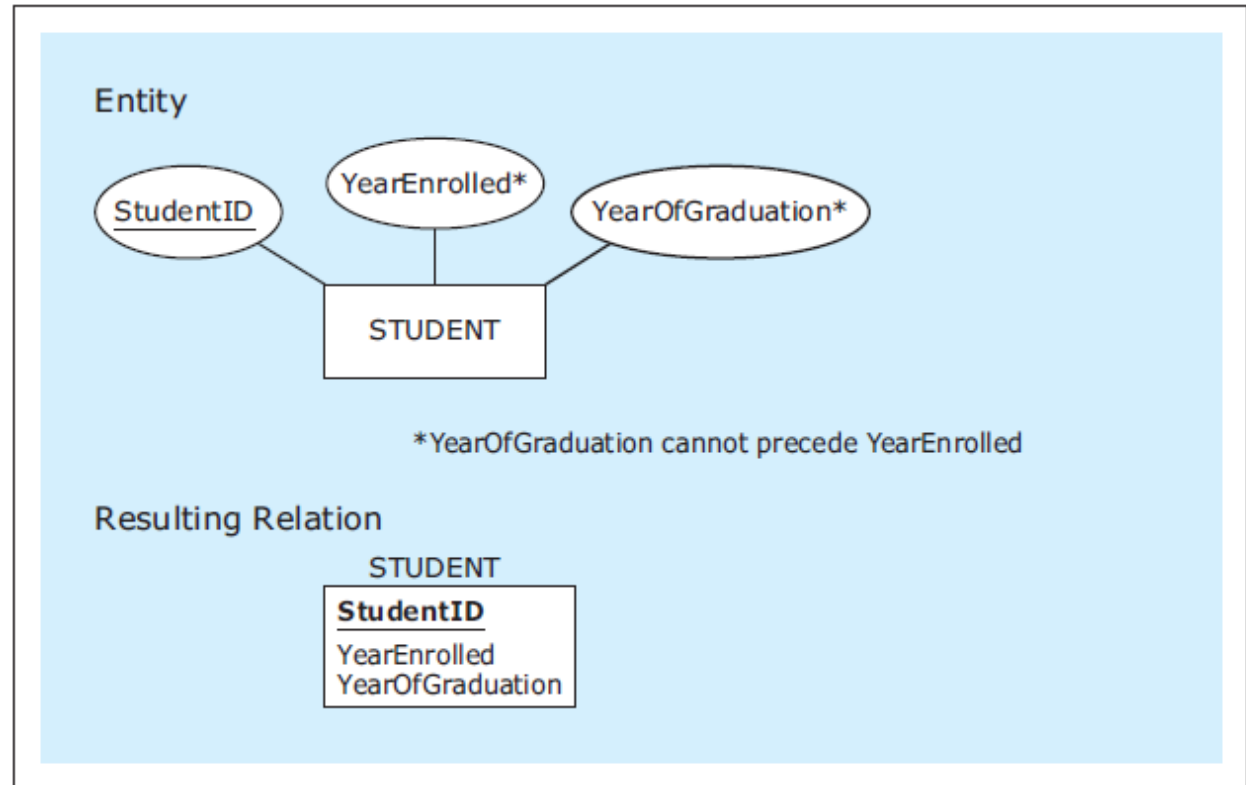 Entity
StudentID
YearEnrolled*
YearOfGraduation*
STUDENT
*YearOfGraduation cannot precede YearEnrolled
Resulting Relation
STUDENT
StudentID
YearEnrolled
YearOfGraduation